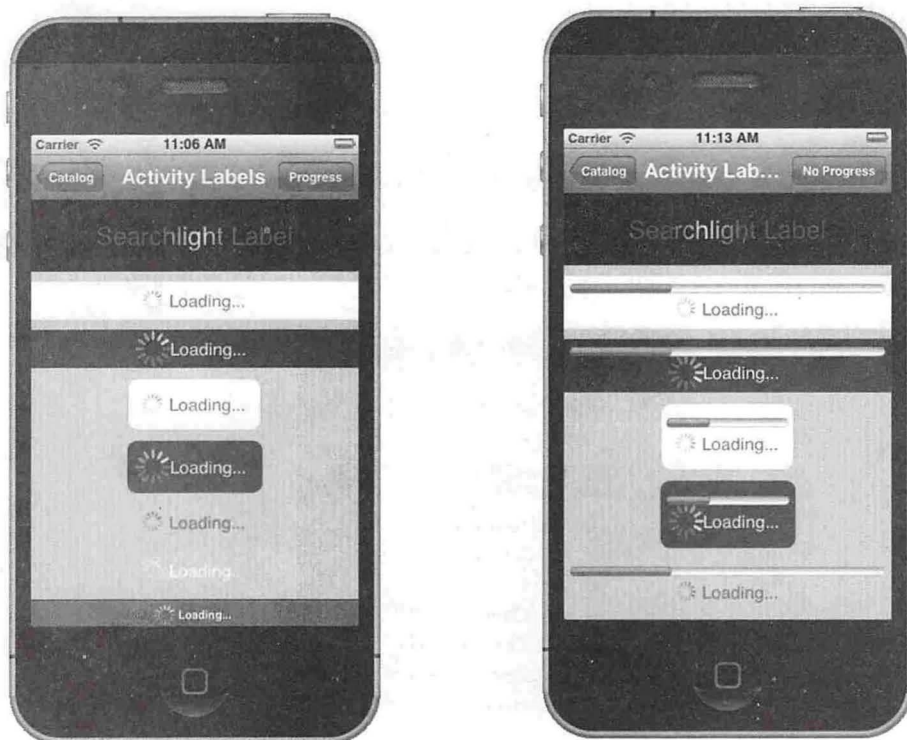 Carrier 11:06 AM
Catalog Activity Labels Progress
Searchlight Label
Loading...
Loading...
Loading...
Loading...
Loading...
Loading...
Loading...
Carrier 11:13 AM
Catalog Activity Lab... No Progress
Searchlight Label
Loading...
Loading...
Loading...
Loading...
Loading...